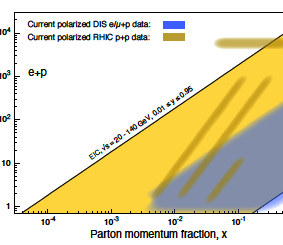 Current polarized DIS e/μ+p data:
Current polarized RHIC p+p data:
e+p
EIC, √s = 20 - 140 GeV, 0.01 ≤ y ≤ 0.95
10⁴
10³
10²
10
1
10⁻⁴ 10⁻³ 10⁻² 10⁻¹
Parton momentum fraction, x